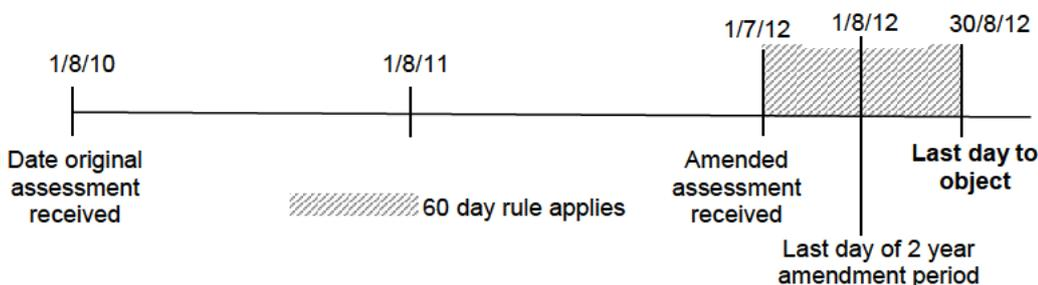 1/8/10
1/8/11
1/7/12
1/8/12
30/8/12
Date original
assessment
received
60 day rule applies
Amended
assessment
received
Last day to
object
Last day of 2 year
amendment period